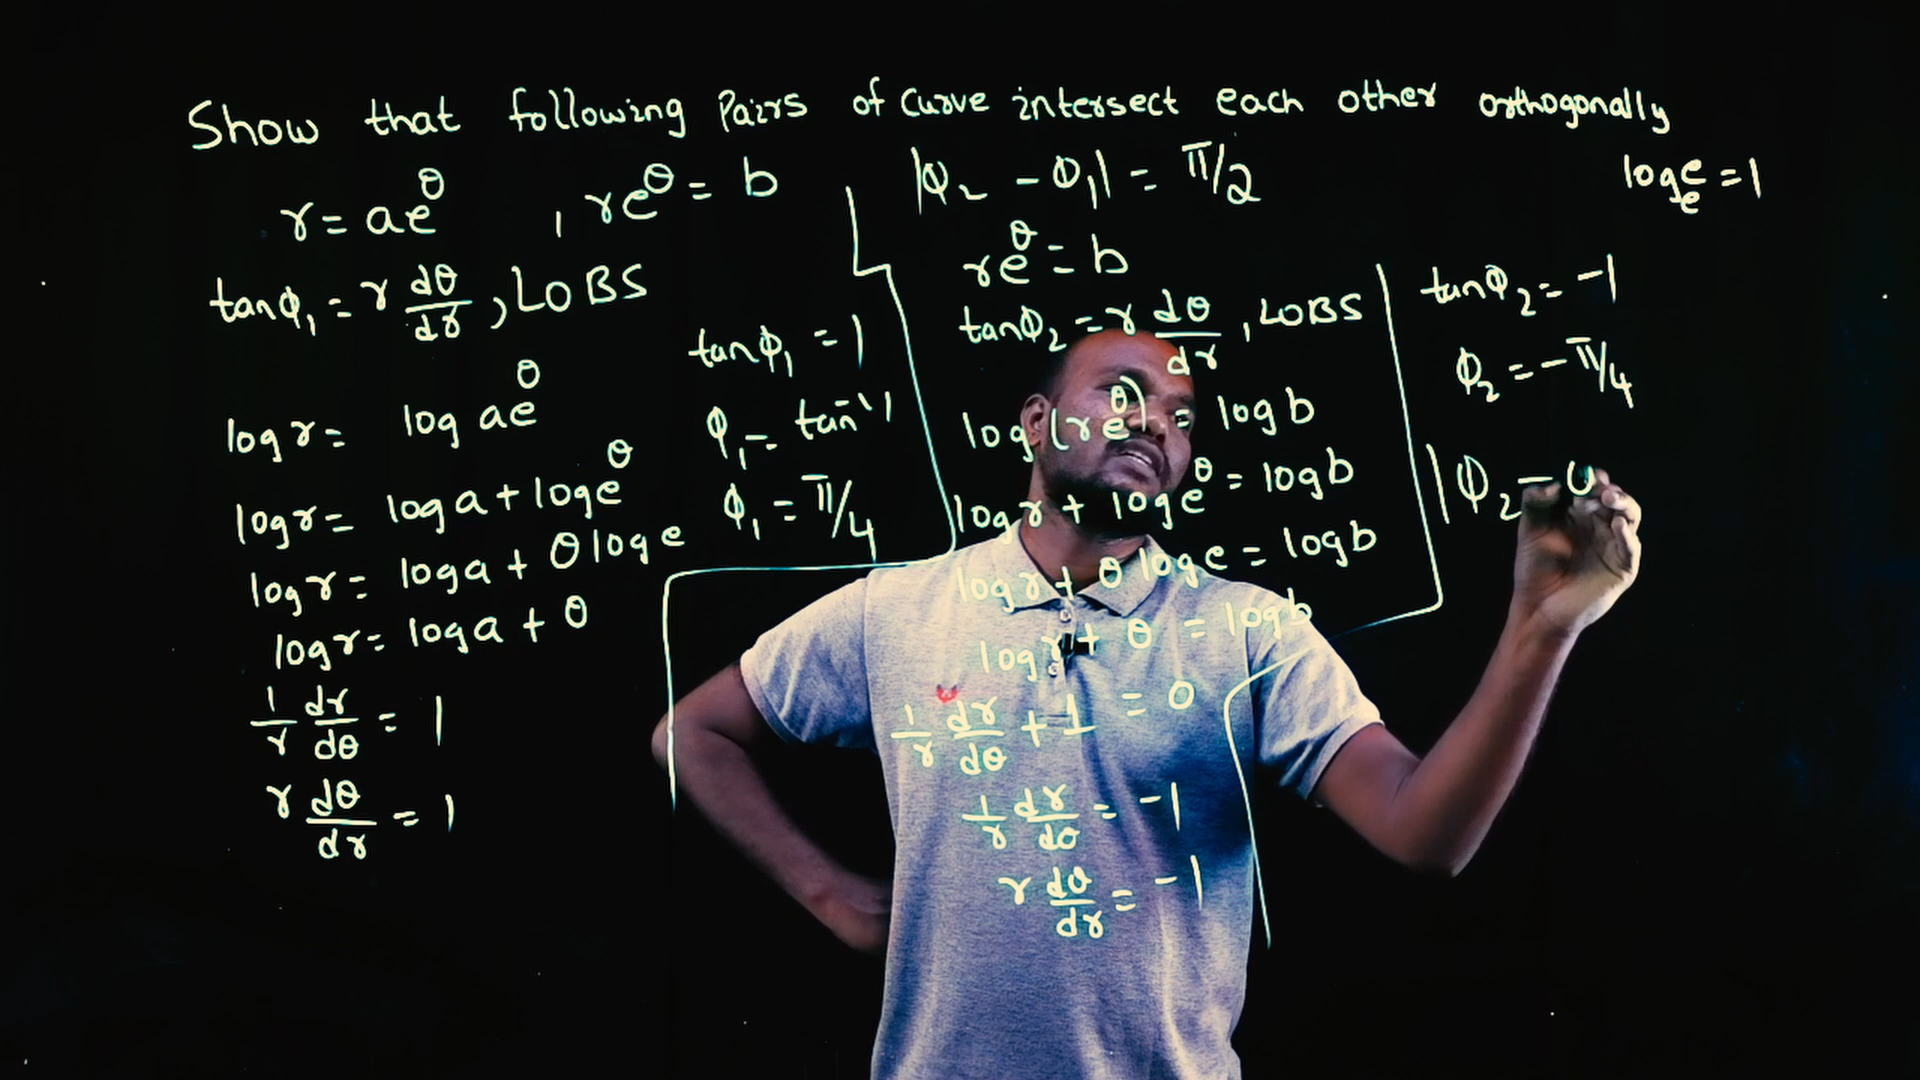 Show that following Pairs of Curve intersect each other orthogonally
r = ae^θ , re^θ = b
tanφ₁ = r dθ/dr , LOBS
log r = log ae^θ
log r = log a + log e^θ
log r = log a + θ log e
log r = log a + θ
1/r dr/dθ = 1
r dθ/dr = 1
tanφ₁ = 1
φ₁ = tan⁻¹1
φ₁ = π/4
|φ₂ - φ₁| = π/2
re^θ = b
tanφ₂ = r dθ/dr , LOBS
log (re^θ) = log b
log r + log e^θ = log b
log r + θ log e = log b
log r + θ = log b
1/r dr/dθ + 1 = 0
1/r dr/dθ = -1
r dθ/dr = -1
logₑe = 1
tanφ₂ = -1
φ₂ = -π/4
|φ₂ -